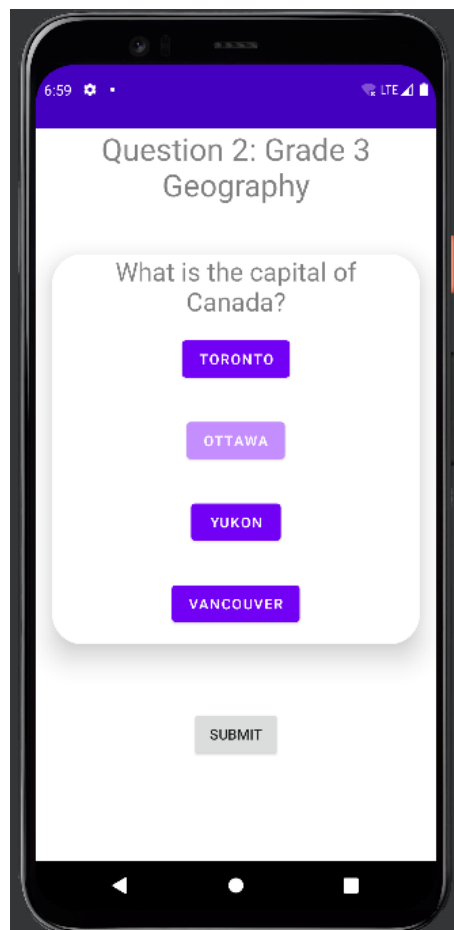 6:59 LTE
Question 2: Grade 3
Geography
What is the capital of
Canada?
TORONTO
OTTAWA
YUKON
VANCOUVER
SUBMIT